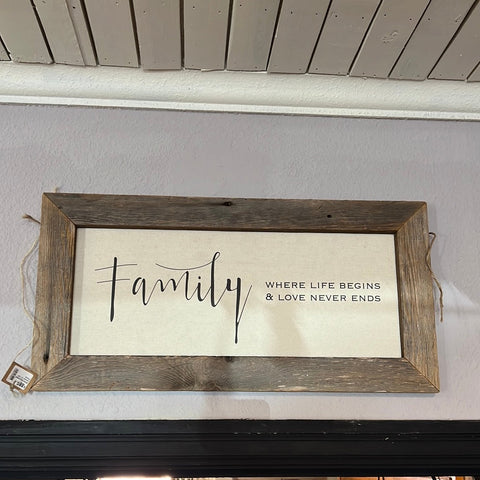 Family
WHERE LIFE BEGINS
& LOVE NEVER ENDS